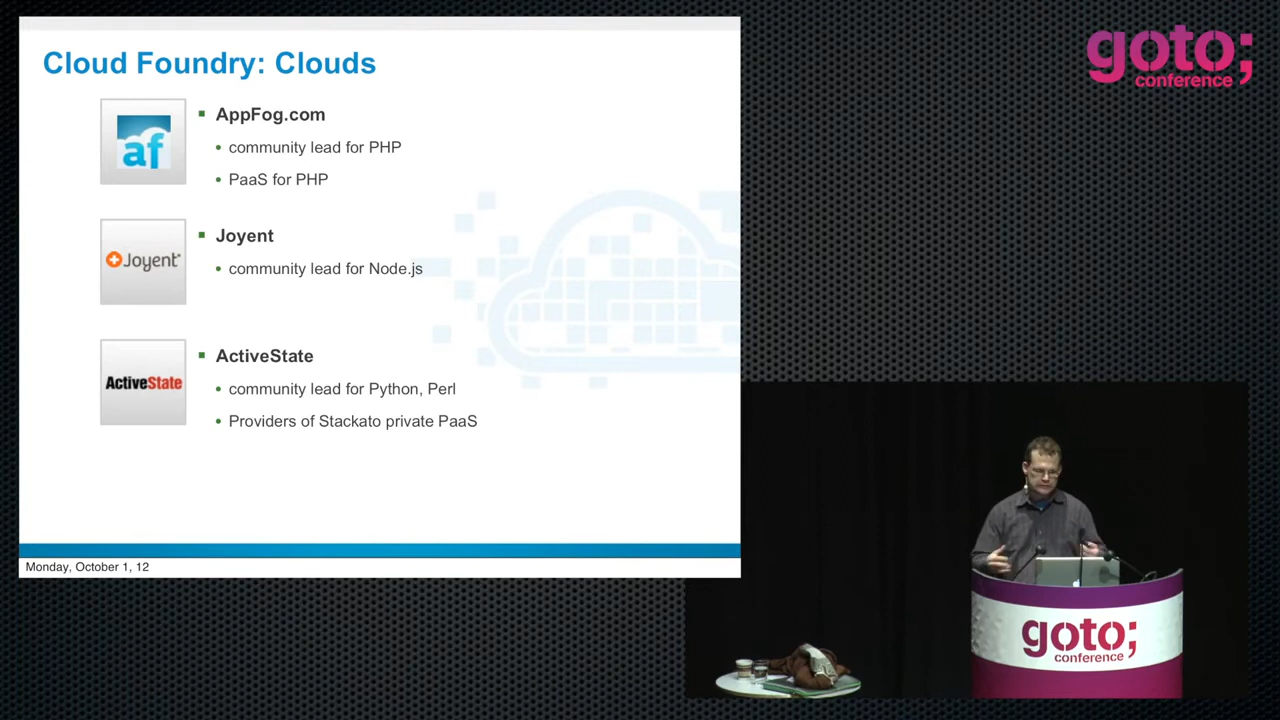 Cloud Foundry: Clouds
goto;
conference
af
AppFog.com
community lead for PHP
PaaS for PHP
Joyent
Joyent
community lead for Node.js
ActiveState
ActiveState
community lead for Python, Perl
Providers of Stackato private PaaS
Monday, October 1, 12
goto;
conference